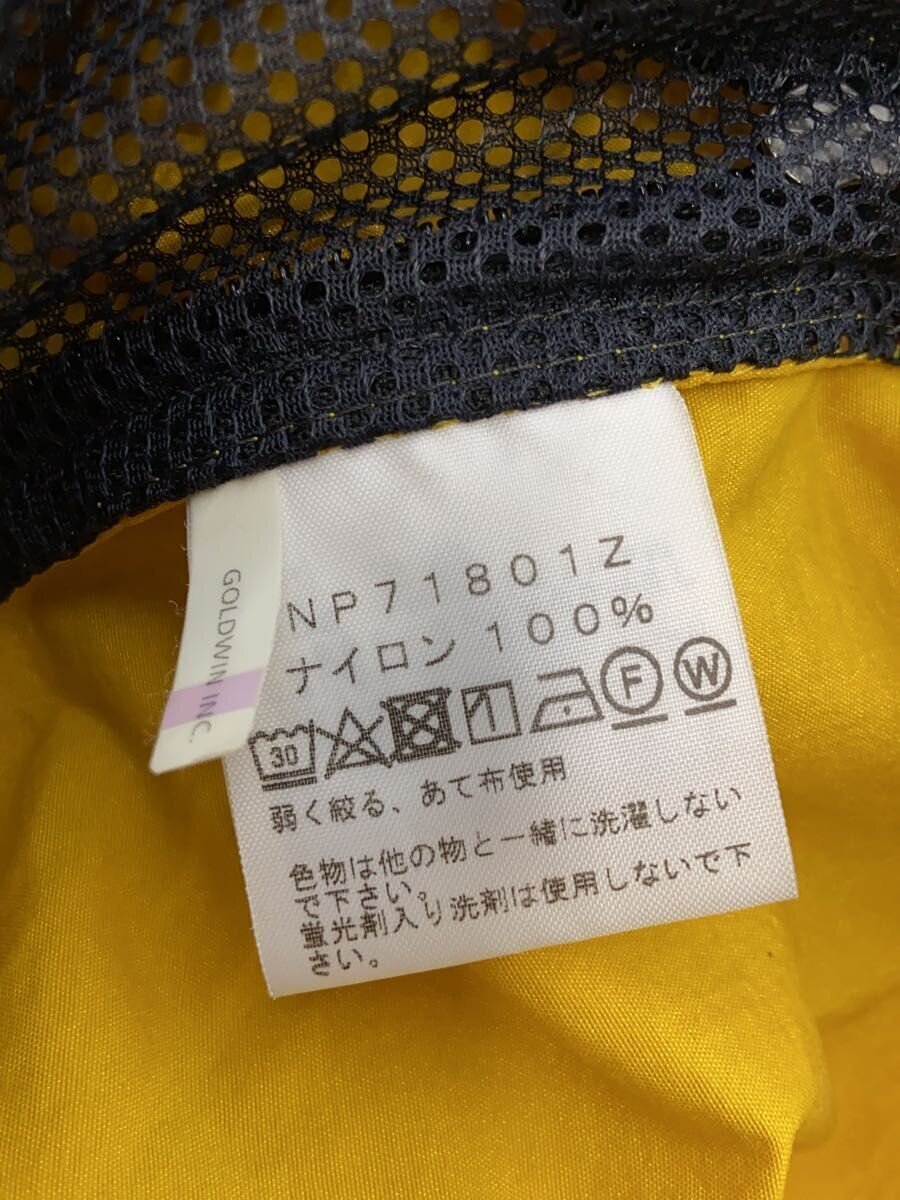 GOLDWIN INC.
NP71801Z
ナイロン 100%
30 F W
弱く絞る、あて布使用
色物は他の物と一緒に洗濯しない
で下さい。
蛍光剤入り洗剤は使用しないで下
さい。